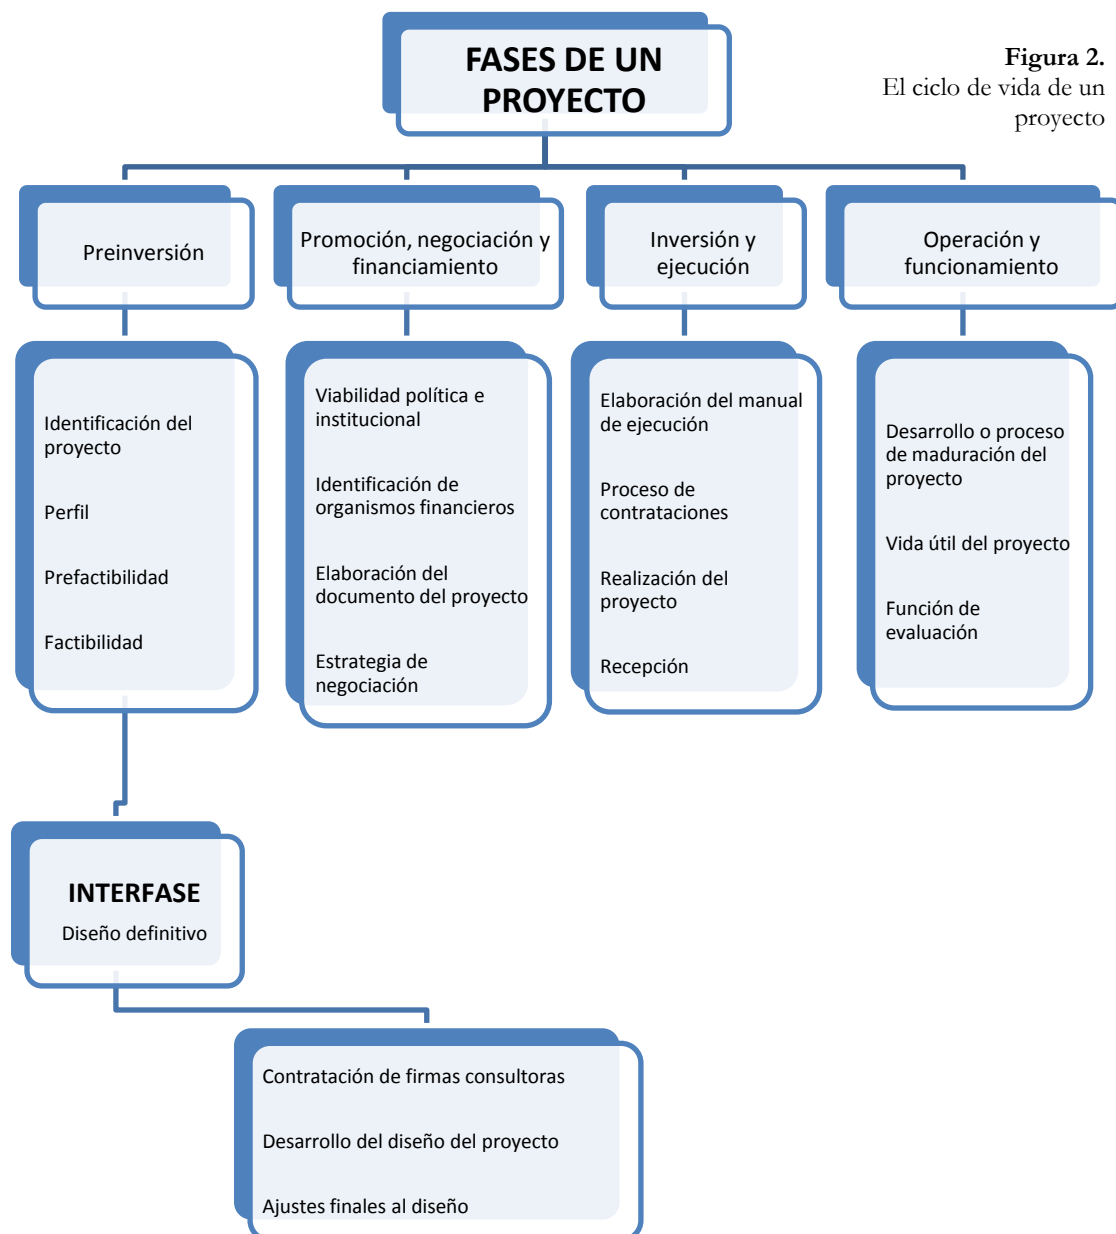 FASES DE UN
PROYECTO
Figura 2.
El ciclo de vida de un
proyecto
Preinversión
Promoción, negociación y
financiamiento
Inversión y
ejecución
Operación y
funcionamiento
Identificación del
proyecto
Perfil
Prefactibilidad
Factibilidad
Viabilidad política e
institucional
Identificación de
organismos financieros
Elaboración del
documento del proyecto
Estrategia de
negociación
Elaboración del manual
de ejecución
Proceso de
contrataciones
Realización del
proyecto
Recepción
Desarrollo o proceso
de maduración del
proyecto
Vida útil del proyecto
Función de
evaluación
INTERFASE
Diseño definitivo
Contratación de firmas consultoras
Desarrollo del diseño del proyecto
Ajustes finales al diseño